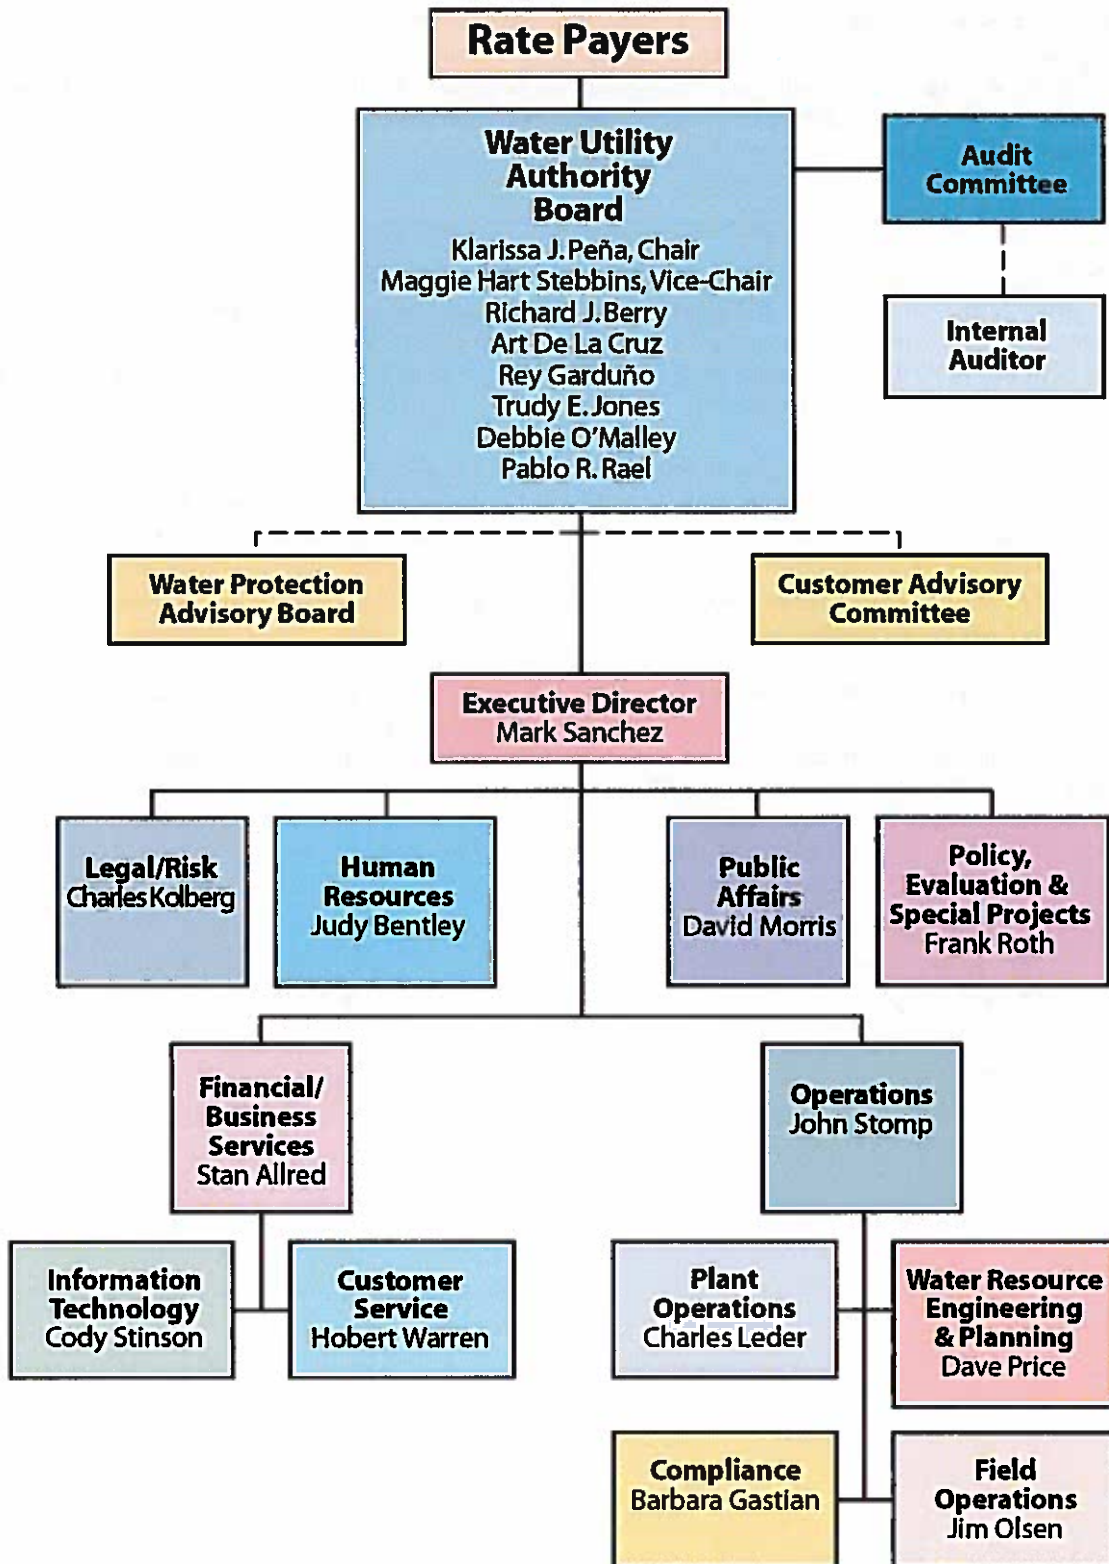 Rate Payers
Water Utility
Authority
Board
Klarissa J. Peña, Chair
Maggie Hart Stebbins, Vice-Chair
Richard J. Berry
Art De La Cruz
Rey Garduño
Trudy E. Jones
Debbie O'Malley
Pablo R. Rael
Audit
Committee
Internal
Auditor
Water Protection
Advisory Board
Customer Advisory
Committee
Executive Director
Mark Sanchez
Legal/Risk
Charles Kolberg
Human
Resources
Judy Bentley
Public
Affairs
David Morris
Policy,
Evaluation &
Special Projects
Frank Roth
Financial/
Business
Services
Stan Allred
Operations
John Stomp
Information
Technology
Cody Stinson
Customer
Service
Hobert Warren
Plant
Operations
Charles Leder
Water Resource
Engineering
& Planning
Dave Price
Compliance
Barbara Gastian
Field
Operations
Jim Olsen